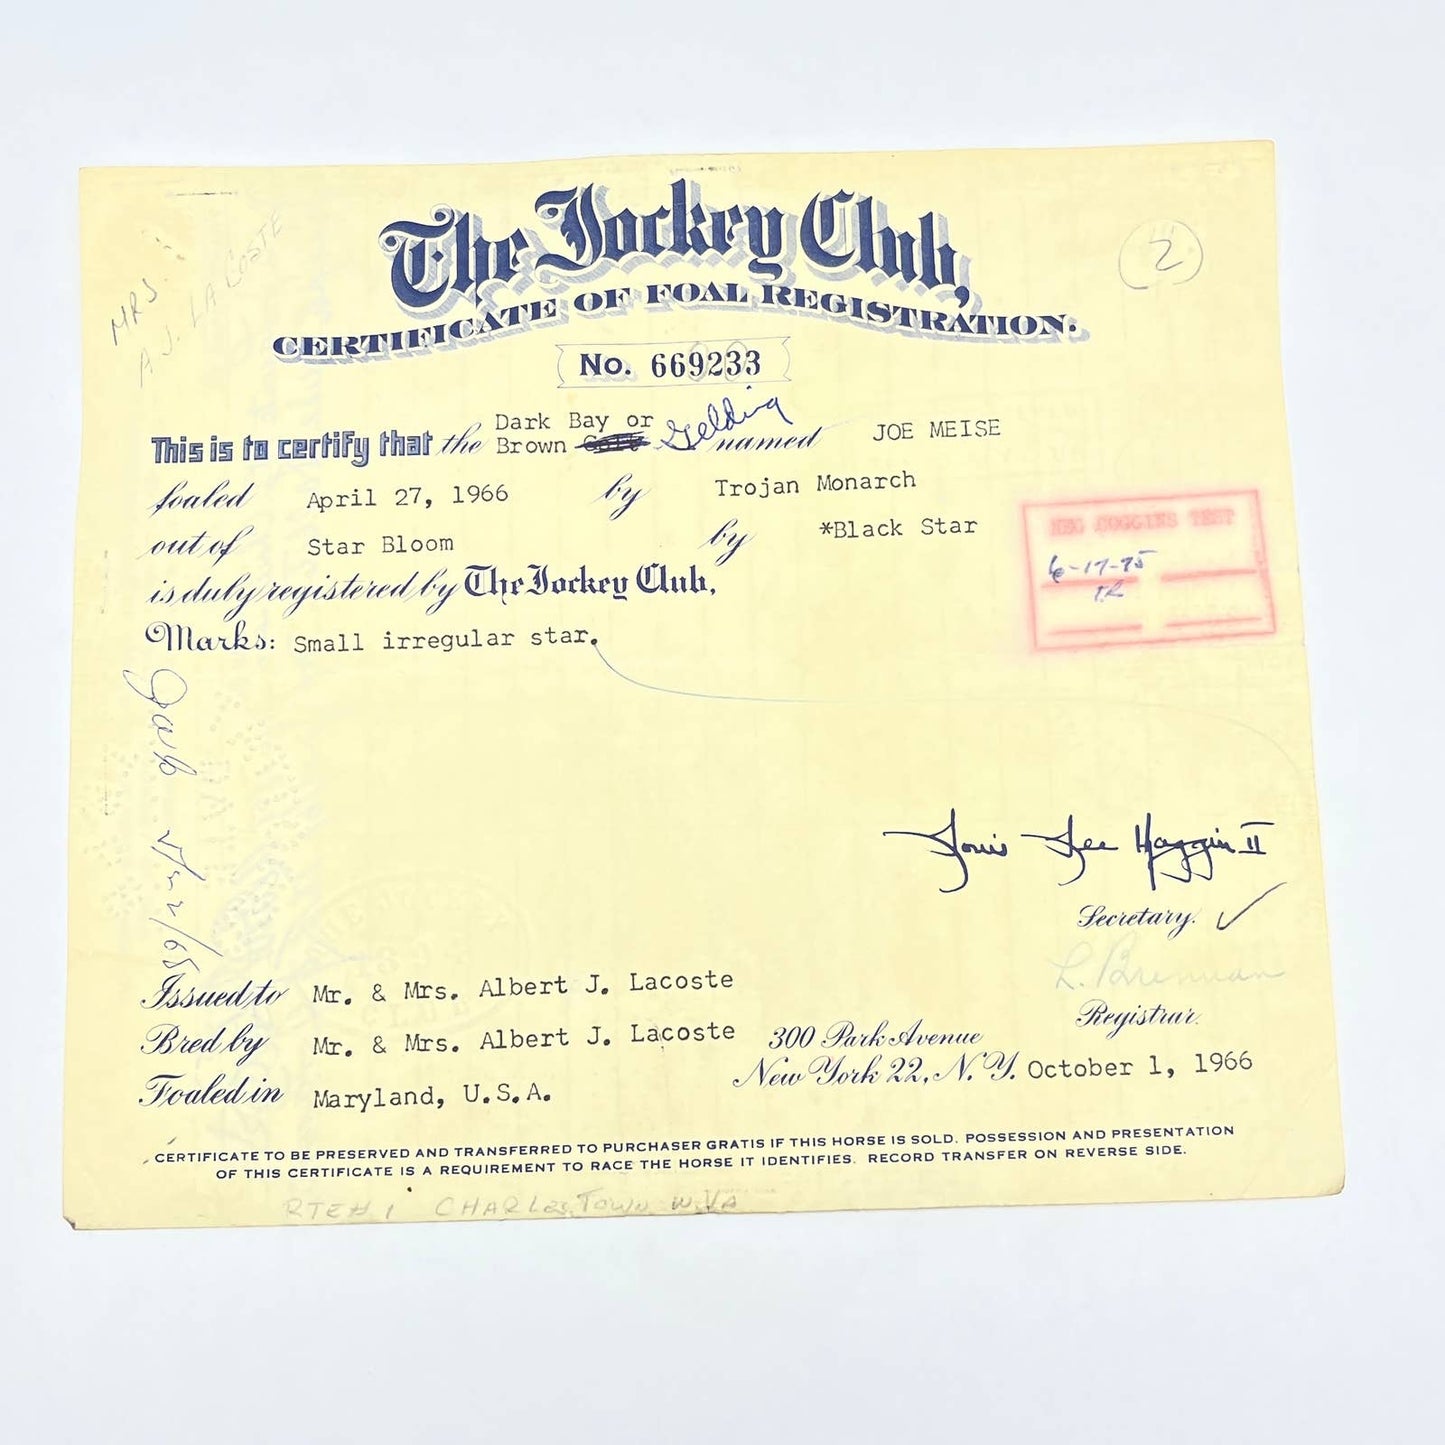 The Jockey Club,
CERTIFICATE OF FOAL REGISTRATION.
2
MRS.
A.J. LACOSTE
No. 669233
This is to certify that the Dark Bay or
Brown Colt Gelding named JOE MEISE
foaled April 27, 1966 by Trojan Monarch
out of Star Bloom by *Black Star
is duly registered by The Jockey Club.
Marks: Small irregular star.
NEG COGGINS TEST
6-17-75
Louis Lee Haggin II
Secretary.
L. Brennan
Registrar.
Issued to Mr. & Mrs. Albert J. Lacoste
Bred by Mr. & Mrs. Albert J. Lacoste
Foaled in Maryland, U.S.A.
300 Park Avenue
New York 22, N.Y. October 1, 1966
CERTIFICATE TO BE PRESERVED AND TRANSFERRED TO PURCHASER GRATIS IF THIS HORSE IS SOLD. POSSESSION AND PRESENTATION
OF THIS CERTIFICATE IS A REQUIREMENT TO RACE THE HORSE IT IDENTIFIES. RECORD TRANSFER ON REVERSE SIDE.
RTE# 1 CHARLES TOWN W. VA